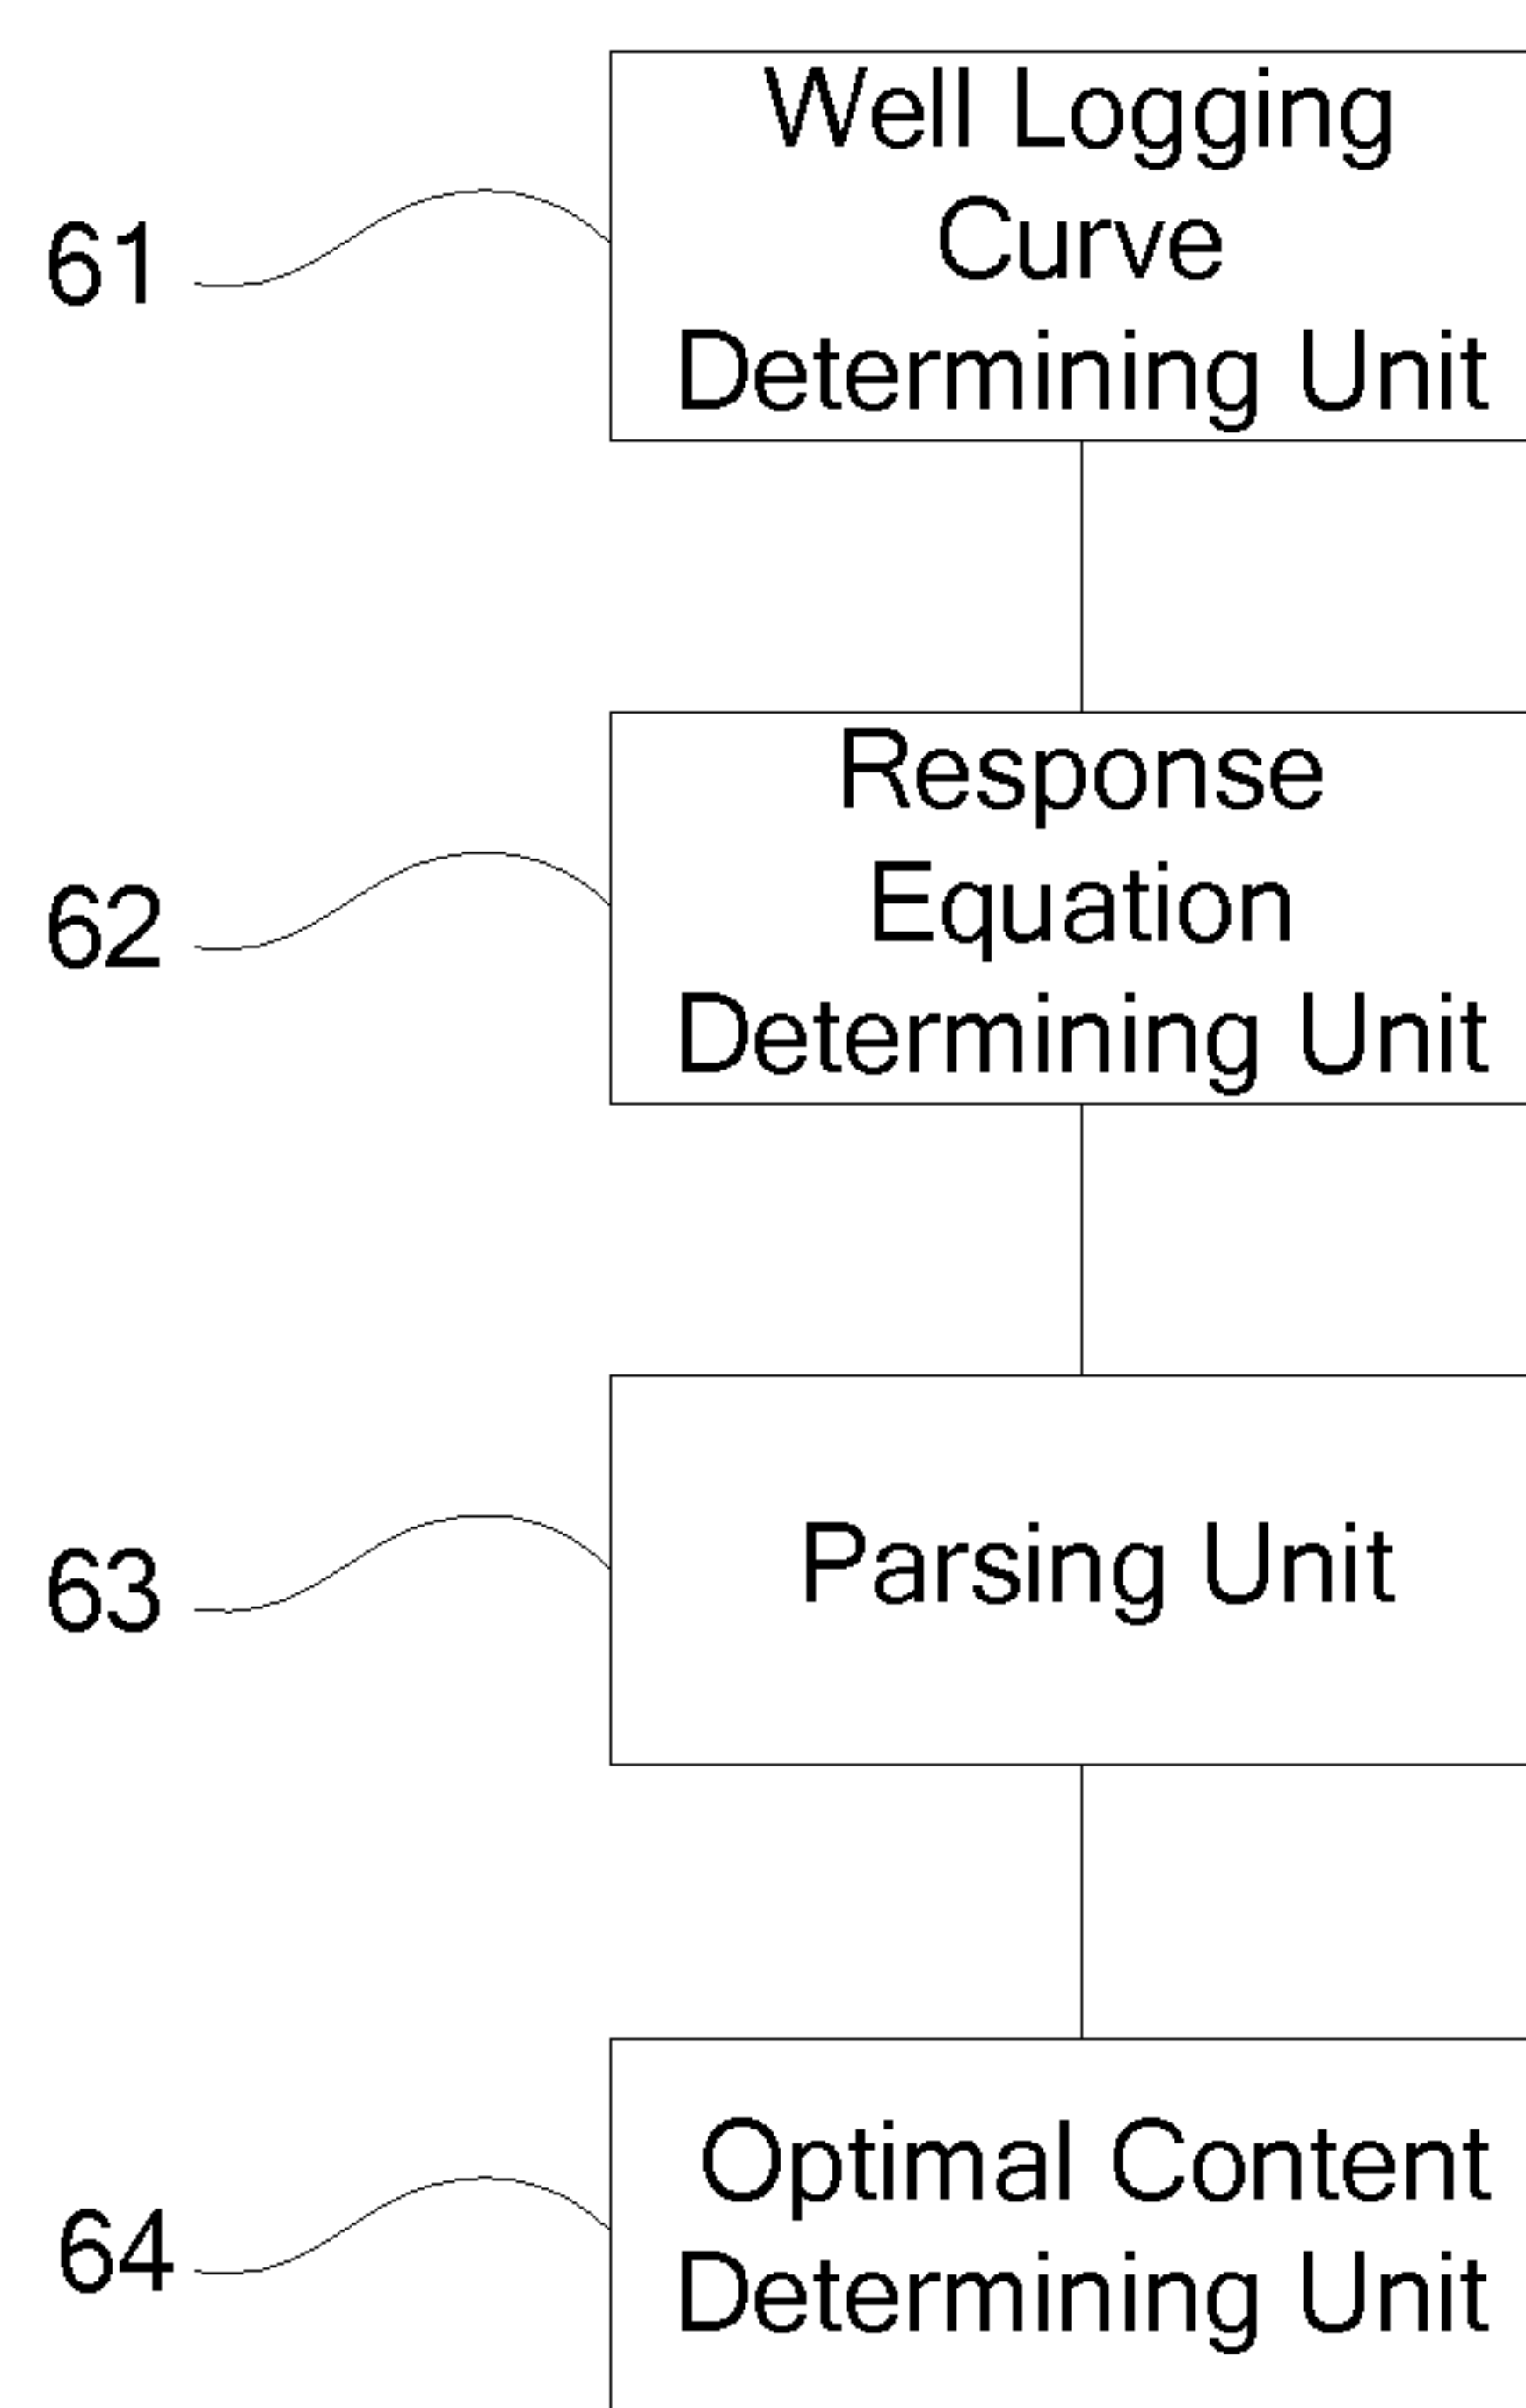 Well Logging
Curve
Determining Unit
61
Response
Equation
Determining Unit
62
Parsing Unit
63
Optimal Content
Determining Unit
64